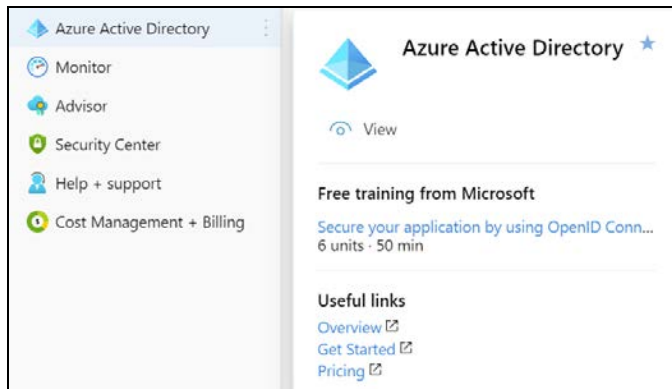 Azure Active Directory
Monitor
Advisor
Security Center
Help + support
Cost Management + Billing
Azure Active Directory
View
Free training from Microsoft
Secure your application by using OpenID Conn...
6 units · 50 min
Useful links
Overview
Get Started
Pricing